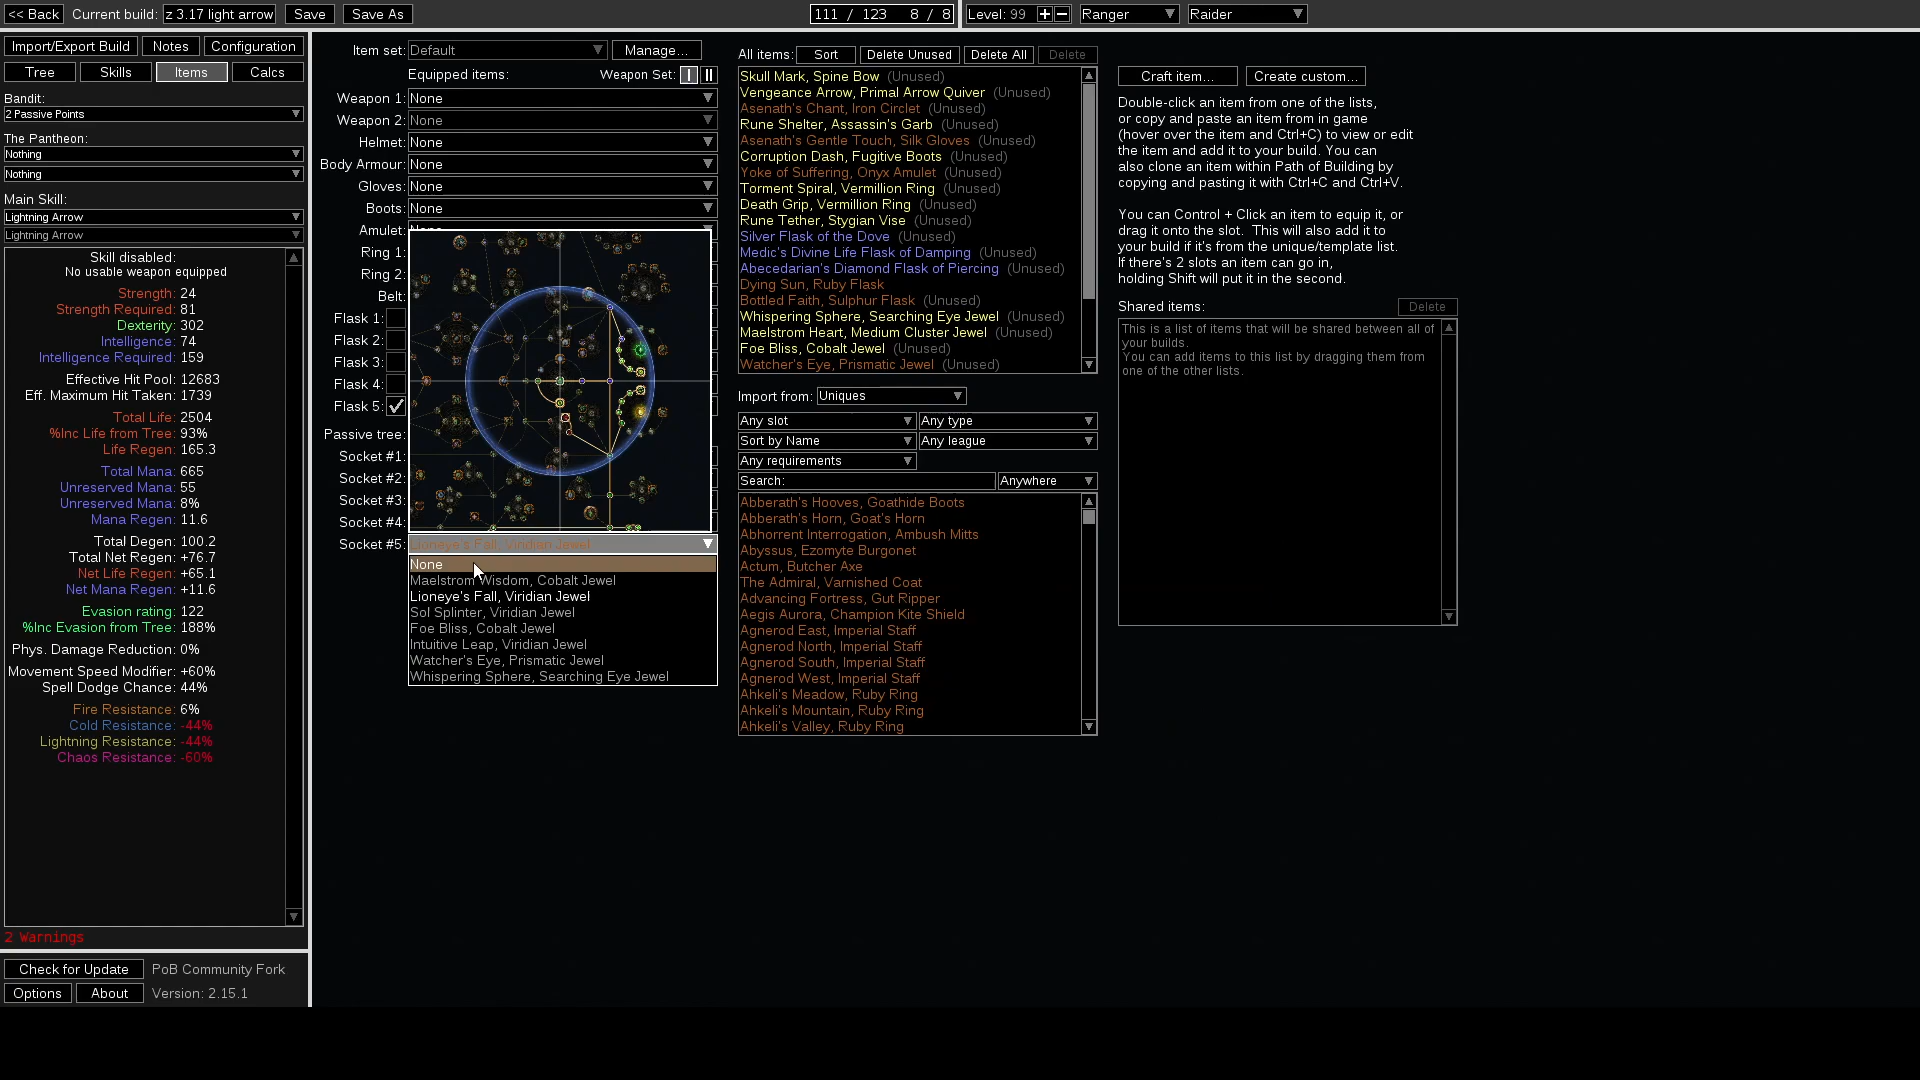 << Back Current build: z 3.17 light arrow Save Save As 111 / 123 8 / 8 Level: 99 Ranger Raider
Import/Export Build Notes Configuration
Tree Skills Items Calcs
Bandit:
2 Passive Points
The Pantheon:
Nothing
Nothing
Main Skill:
Lightning Arrow
Lightning Arrow
Skill disabled:
No usable weapon equipped
Strength: 24
Strength Required: 81
Dexterity: 302
Intelligence: 74
Intelligence Required: 159
Effective Hit Pool: 12683
Eff. Maximum Hit Taken: 1739
Total Life: 2504
%Inc Life from Tree: 93%
Life Regen: 165.3
Total Mana: 665
Unreserved Mana: 55
Unreserved Mana: 8%
Mana Regen: 11.6
Total Degen: 100.2
Total Net Regen: +76.7
Net Life Regen: +65.1
Net Mana Regen: +11.6
Evasion rating: 122
%Inc Evasion from Tree: 188%
Phys. Damage Reduction: 0%
Movement Speed Modifier: +60%
Spell Dodge Chance: 44%
Fire Resistance: 6%
Cold Resistance: -44%
Lightning Resistance: -44%
Chaos Resistance: -60%
2 Warnings
Check for Update PoB Community Fork
Options About Version: 2.15.1
Item set: Default Manage...
Equipped items: Weapon Set: I II
Weapon 1: None
Weapon 2: None
Helmet: None
Body Armour: None
Gloves: None
Boots: None
Amulet: None
Ring 1:
Ring 2:
Belt:
Flask 1:
Flask 2:
Flask 3:
Flask 4:
Flask 5:
Passive tree:
Socket #1:
Socket #2:
Socket #3:
Socket #4:
Socket #5: Lioneye's Fall, Viridian Jewel
None
Maelstrom Wisdom, Cobalt Jewel
Lioneye's Fall, Viridian Jewel
Sol Splinter, Viridian Jewel
Foe Bliss, Cobalt Jewel
Intuitive Leap, Viridian Jewel
Watcher's Eye, Prismatic Jewel
Whispering Sphere, Searching Eye Jewel
All items: Sort Delete Unused Delete All Delete
Skull Mark, Spine Bow (Unused)
Vengeance Arrow, Primal Arrow Quiver (Unused)
Asenath's Chant, Iron Circlet (Unused)
Rune Shelter, Assassin's Garb (Unused)
Asenath's Gentle Touch, Silk Gloves (Unused)
Corruption Dash, Fugitive Boots (Unused)
Yoke of Suffering, Onyx Amulet (Unused)
Torment Spiral, Vermillion Ring (Unused)
Death Grip, Vermillion Ring (Unused)
Rune Tether, Stygian Vise (Unused)
Silver Flask of the Dove (Unused)
Medic's Divine Life Flask of Damping (Unused)
Abecedarian's Diamond Flask of Piercing (Unused)
Dying Sun, Ruby Flask
Bottled Faith, Sulphur Flask (Unused)
Whispering Sphere, Searching Eye Jewel (Unused)
Maelstrom Heart, Medium Cluster Jewel (Unused)
Foe Bliss, Cobalt Jewel (Unused)
Watcher's Eye, Prismatic Jewel (Unused)
Import from: Uniques
Any slot Any type
Sort by Name Any league
Any requirements
Search: Anywhere
Abberath's Hooves, Goathide Boots
Abberath's Horn, Goat's Horn
Abhorrent Interrogation, Ambush Mitts
Abyssus, Ezomyte Burgonet
Actum, Butcher Axe
The Admiral, Varnished Coat
Advancing Fortress, Gut Ripper
Aegis Aurora, Champion Kite Shield
Agnerod East, Imperial Staff
Agnerod North, Imperial Staff
Agnerod South, Imperial Staff
Agnerod West, Imperial Staff
Ahkeli's Meadow, Ruby Ring
Ahkeli's Mountain, Ruby Ring
Ahkeli's Valley, Ruby Ring
Craft item... Create custom...
Double-click an item from one of the lists,
or copy and paste an item from in game
(hover over the item and Ctrl+C) to view or edit
the item and add it to your build. You can
also clone an item within Path of Building by
copying and pasting it with Ctrl+C and Ctrl+V.
You can Control + Click an item to equip it, or
drag it onto the slot. This will also add it to
your build if it's from the unique/template list.
If there's 2 slots an item can go in,
holding Shift will put it in the second.
Shared items: Delete
This is a list of items that will be shared between all of
your builds.
You can add items to this list by dragging them from
one of the other lists.